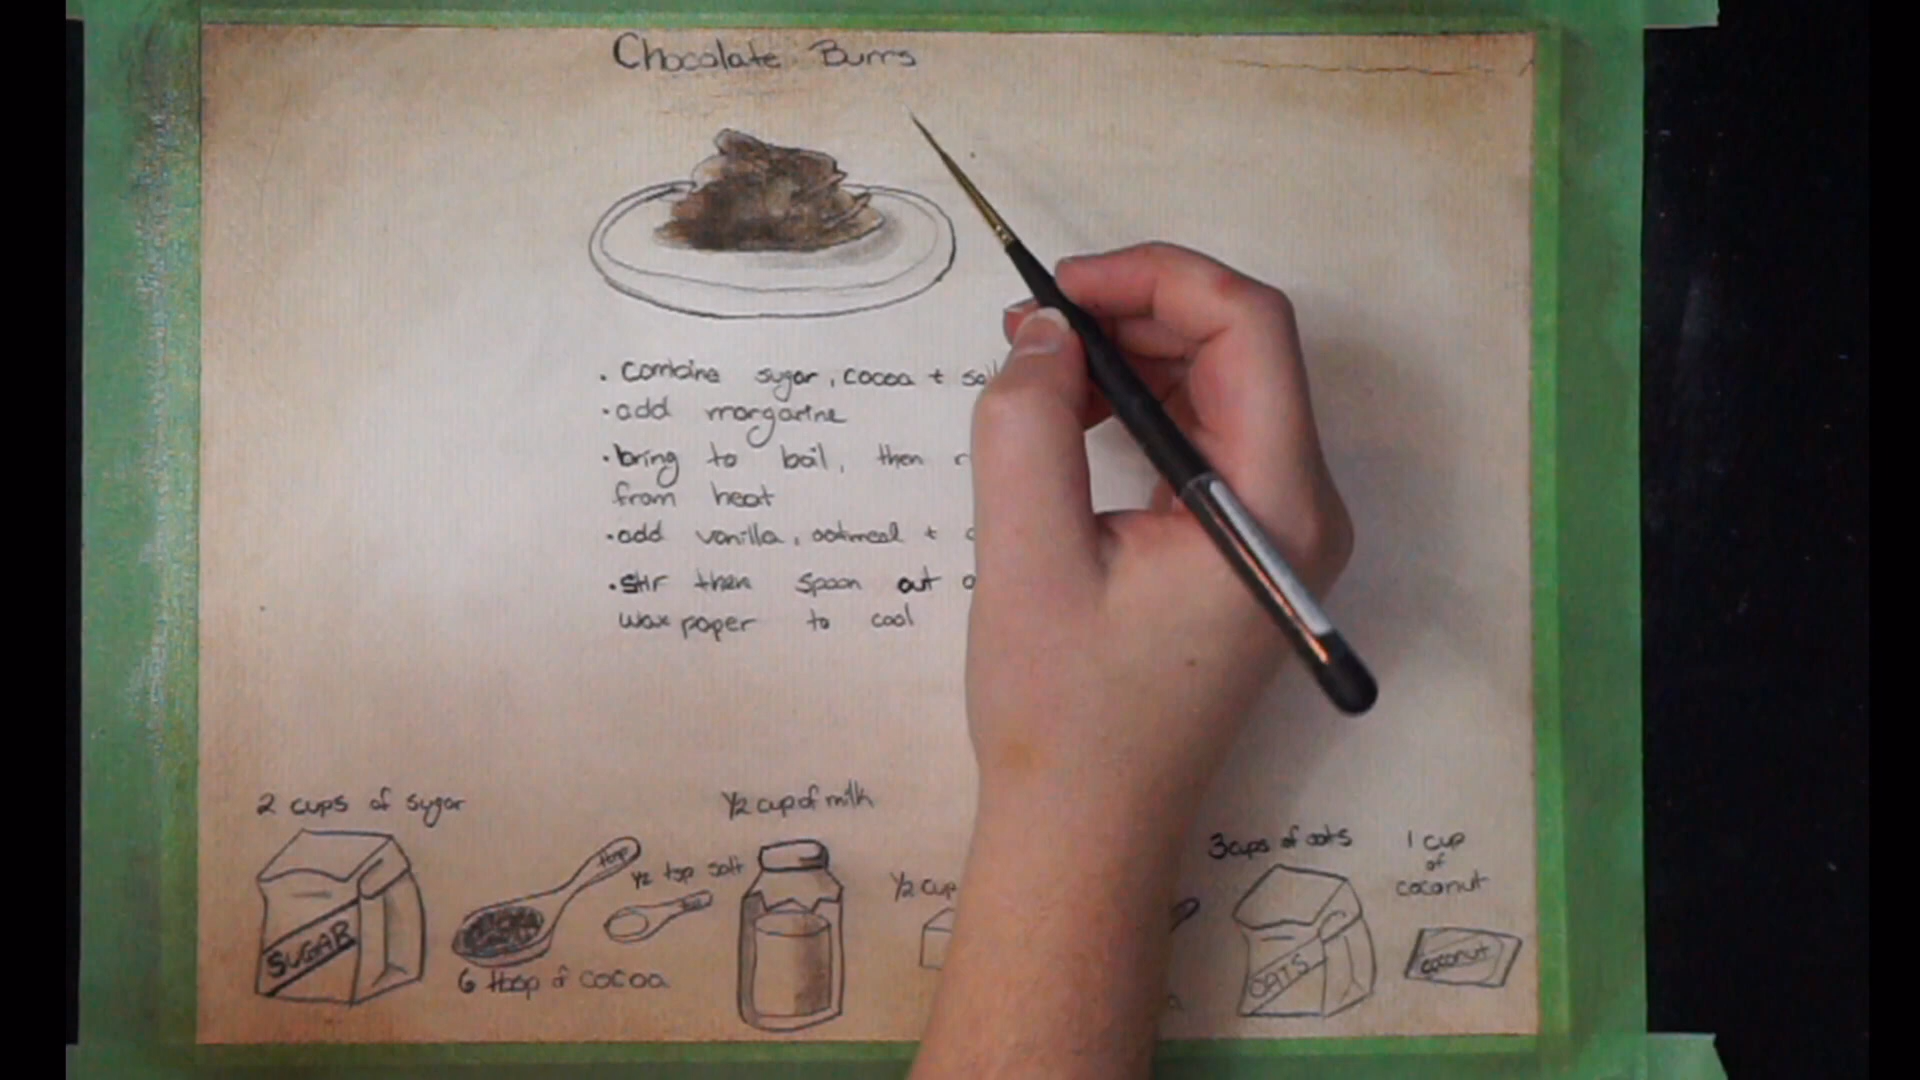 Chocolate Burrs
• Combine sugar, cocoa + sal
• add margarine
• bring to boil, then r
from heat
• add vanilla, oatmeal +
• stir then spoon out o
wax paper to cool
2 cups of sugar
1/2 cup of milk
3 cups of oats
1 cup
of
coconut
tbsp
1/2 tsp salt
1/2 cup
SUGAR
OATS
coconut
6 tbsp of cocoa